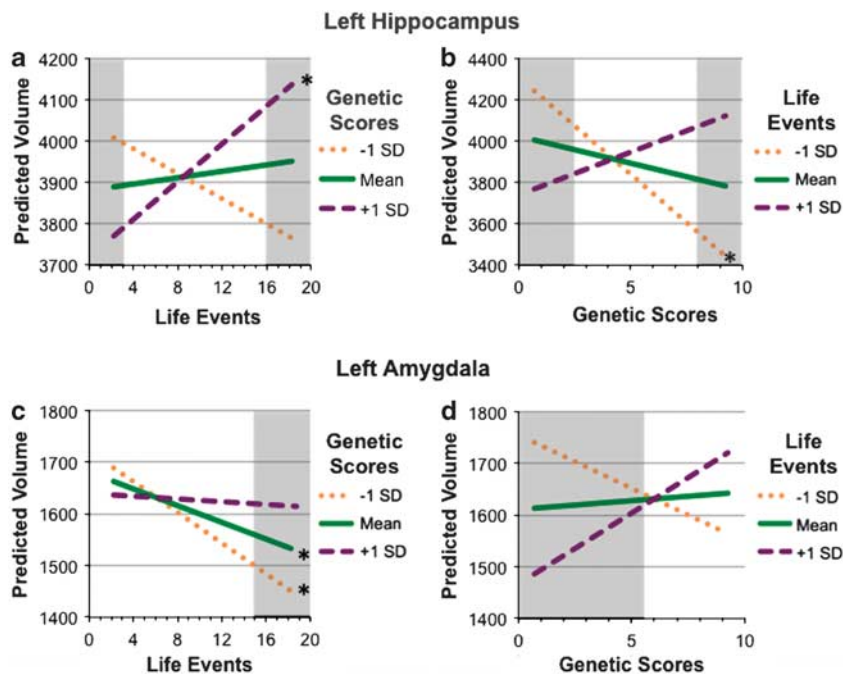 Left Hippocampus
a
4200
4100
4000
3900
3800
3700
Predicted Volume
0 4 8 12 16 20
Life Events
*
Genetic
Scores
-1 SD
Mean
+1 SD
b
4400
4200
4000
3800
3600
3400
Predicted Volume
0 5 10
Genetic Scores
*
Life
Events
-1 SD
Mean
+1 SD
Left Amygdala
c
1800
1700
1600
1500
1400
Predicted Volume
0 4 8 12 16 20
Life Events
*
*
Genetic
Scores
-1 SD
Mean
+1 SD
d
1800
1700
1600
1500
1400
Predicted Volume
0 5 10
Genetic Scores
Life
Events
-1 SD
Mean
+1 SD